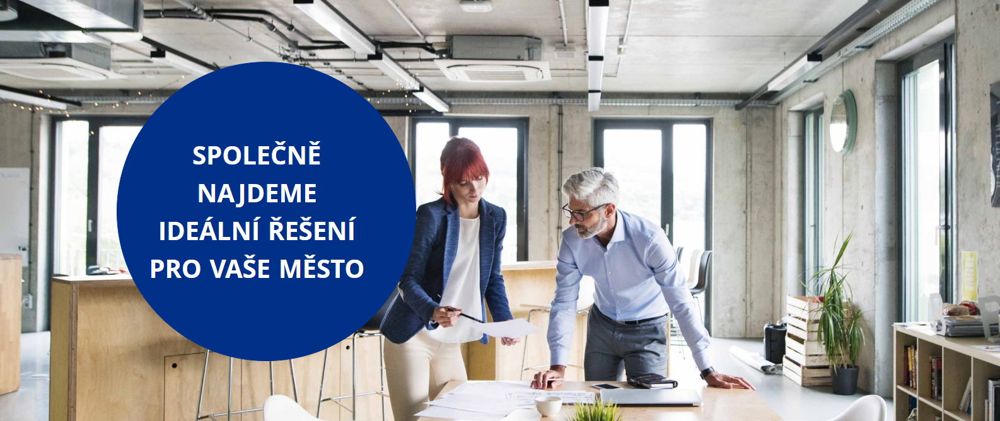 SPOLEČNĚ
NAJDEME
IDEÁLNÍ ŘEŠENÍ
PRO VAŠE MĚSTO